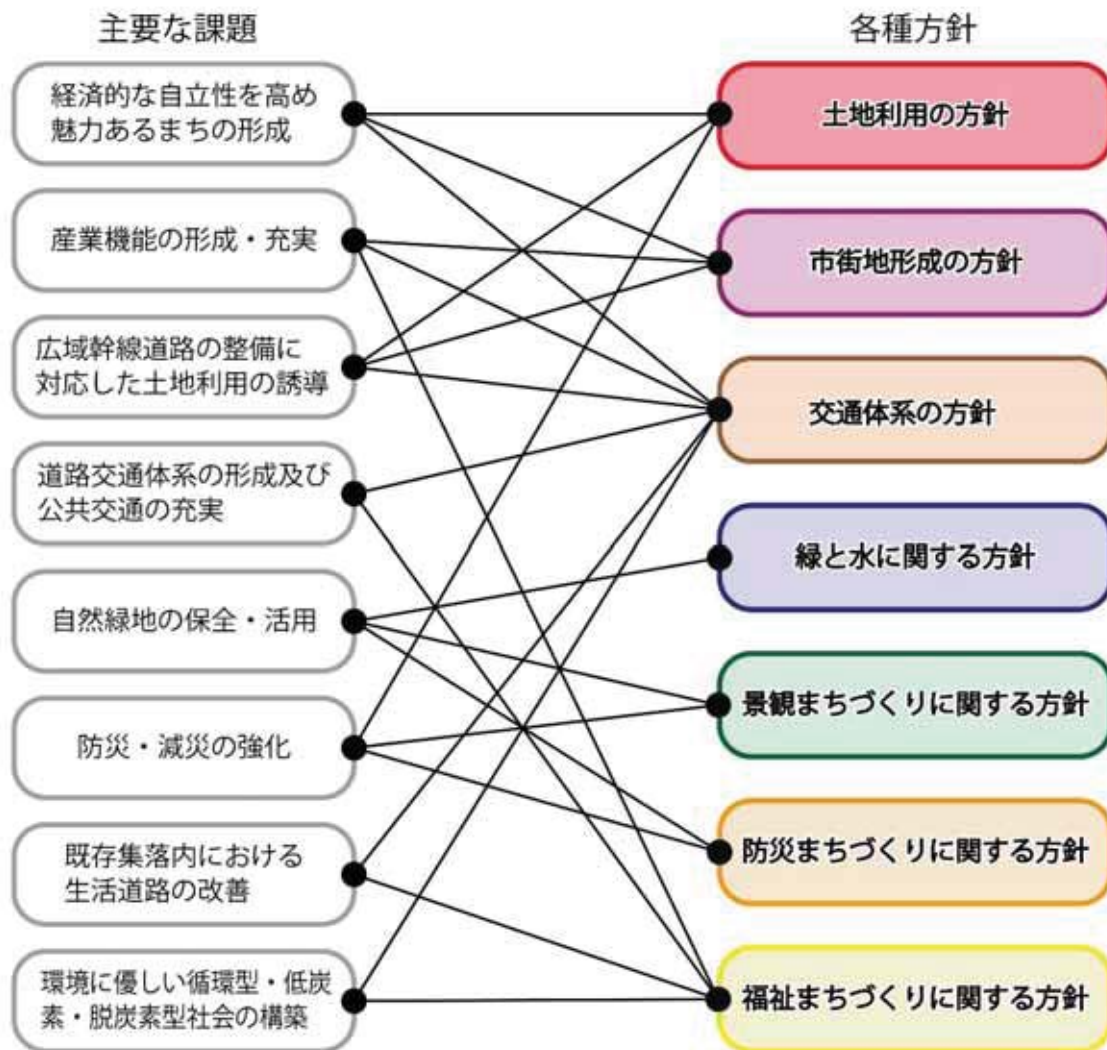 主要な課題
経済的な自立性を高め
魅力あるまちの形成
産業機能の形成・充実
広域幹線道路の整備に
対応した土地利用の誘導
道路交通体系の形成及び
公共交通の充実
自然緑地の保全・活用
防災・減災の強化
既存集落内における
生活道路の改善
環境に優しい循環型・低炭
素・脱炭素型社会の構築
各種方針
土地利用の方針
市街地形成の方針
交通体系の方針
緑と水に関する方針
景観まちづくりに関する方針
防災まちづくりに関する方針
福祉まちづくりに関する方針